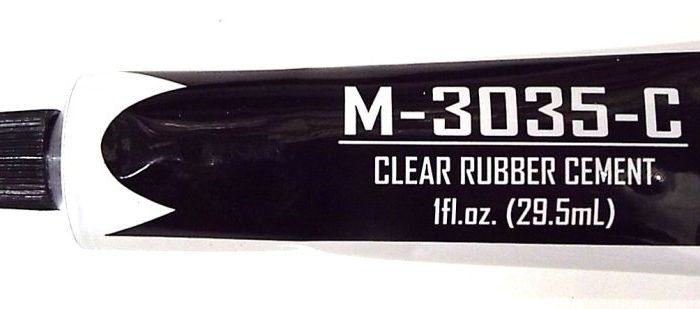 M-3035-C
CLEAR RUBBER CEMENT
1fl.oz. (29.5mL)